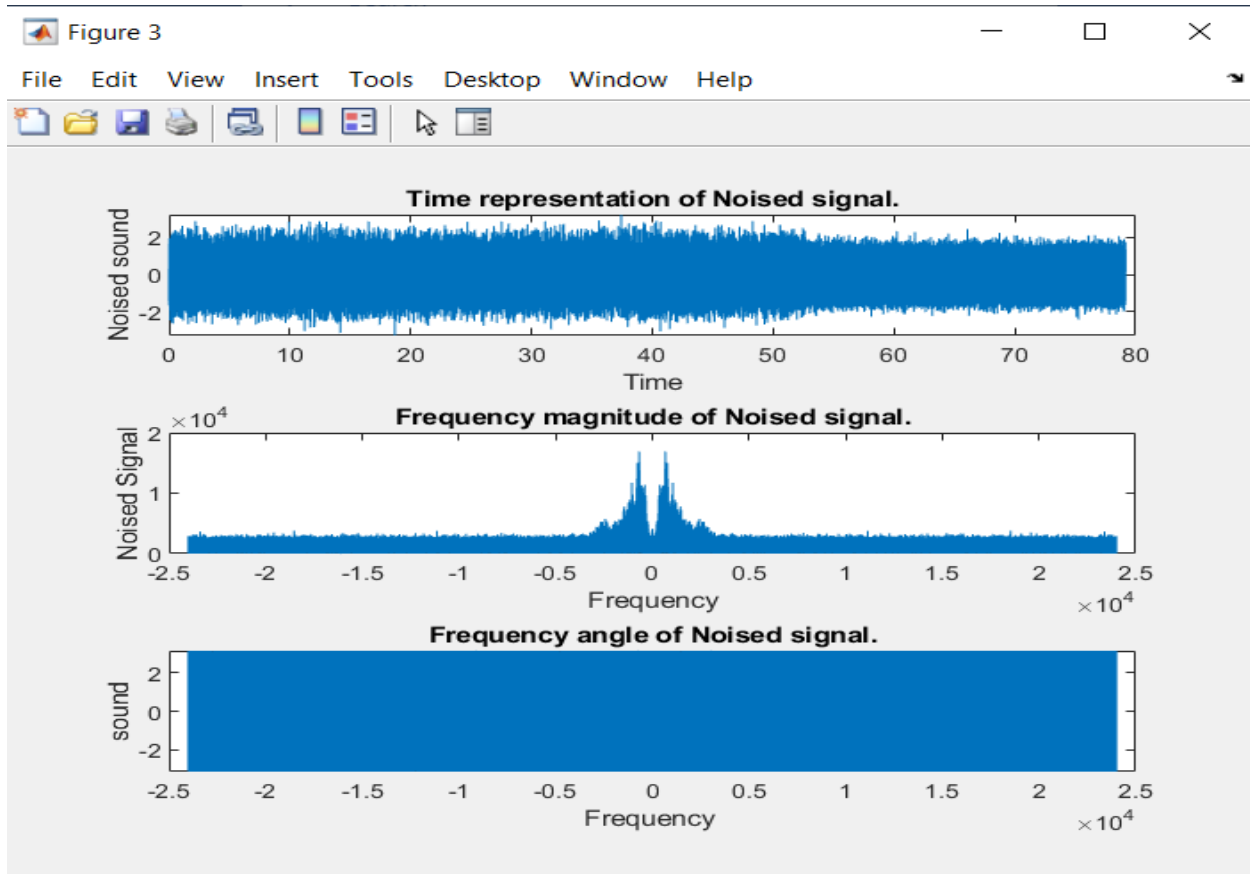 Figure 3
File Edit View Insert Tools Desktop Window Help
Time representation of Noised signal.
Noised sound
2
0
-2
0 10 20 30 40 50 60 70 80
Time
Frequency magnitude of Noised signal.
×10^4
Noised Signal
2
1
0
-2.5 -2 -1.5 -1 -0.5 0 0.5 1 1.5 2 2.5
Frequency
×10^4
Frequency angle of Noised signal.
sound
2
0
-2
-2.5 -2 -1.5 -1 -0.5 0 0.5 1 1.5 2 2.5
Frequency
×10^4